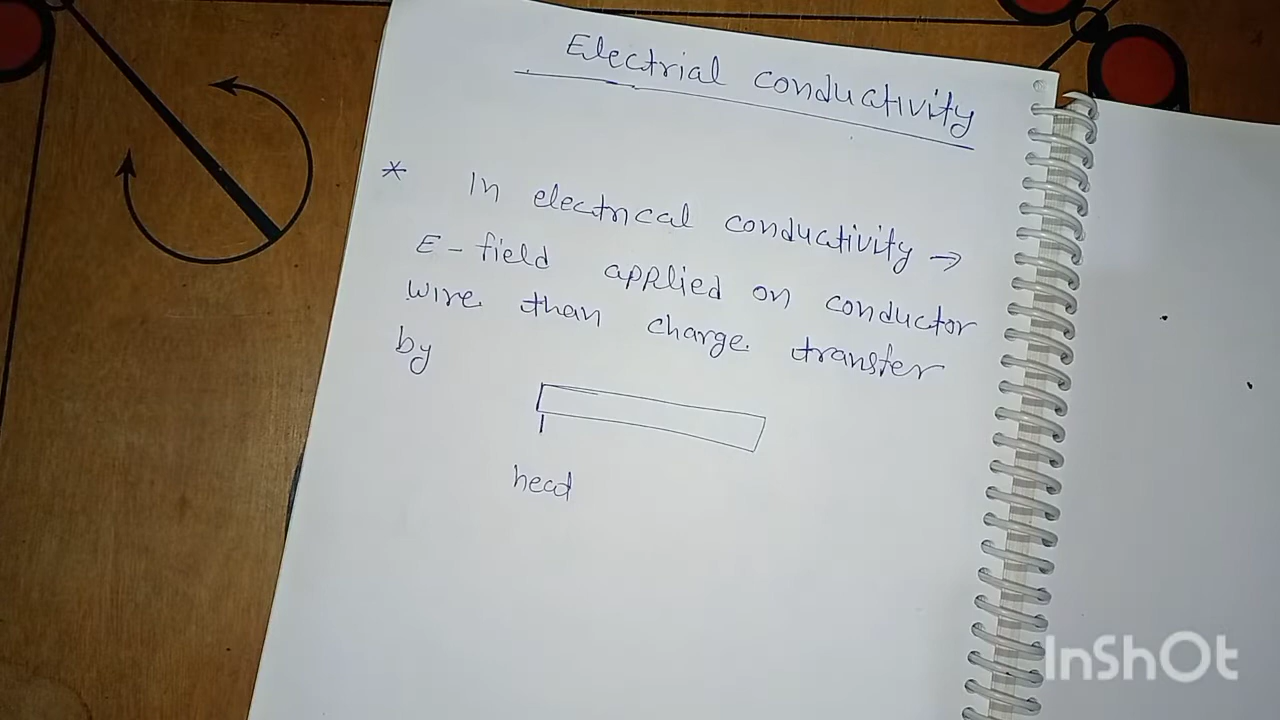 Electrial conductivity
* In electrical conductivity →
E - field applied on conductor
wire than charge transfer
by
head
InShOt